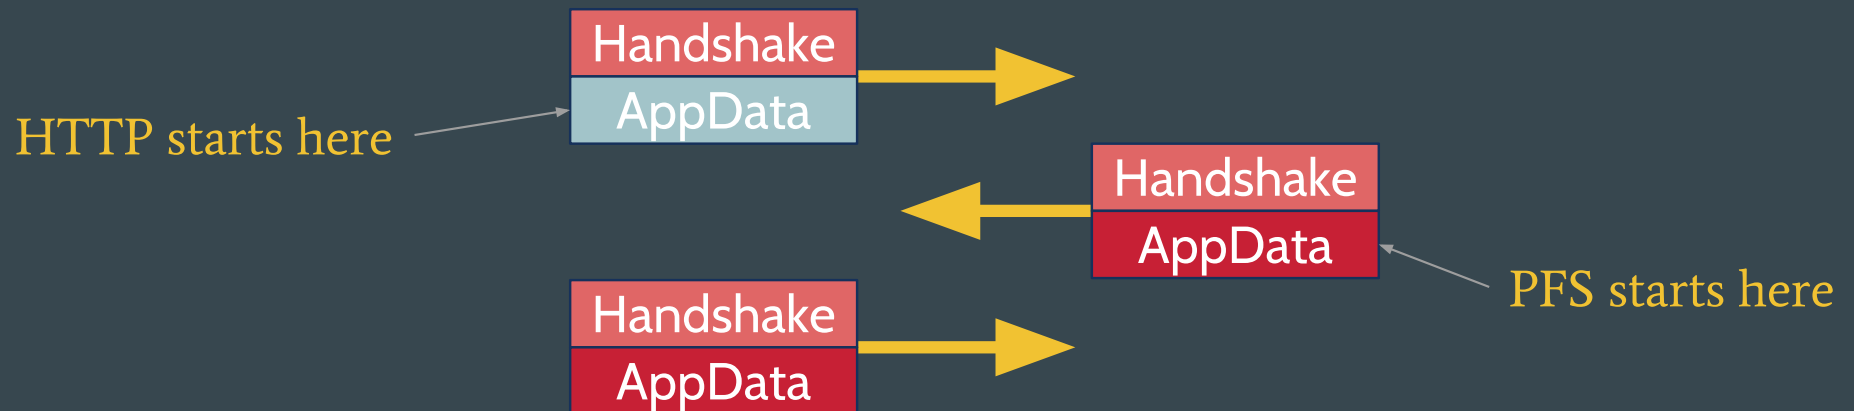 Handshake
AppData
HTTP starts here
Handshake
AppData
PFS starts here
Handshake
AppData